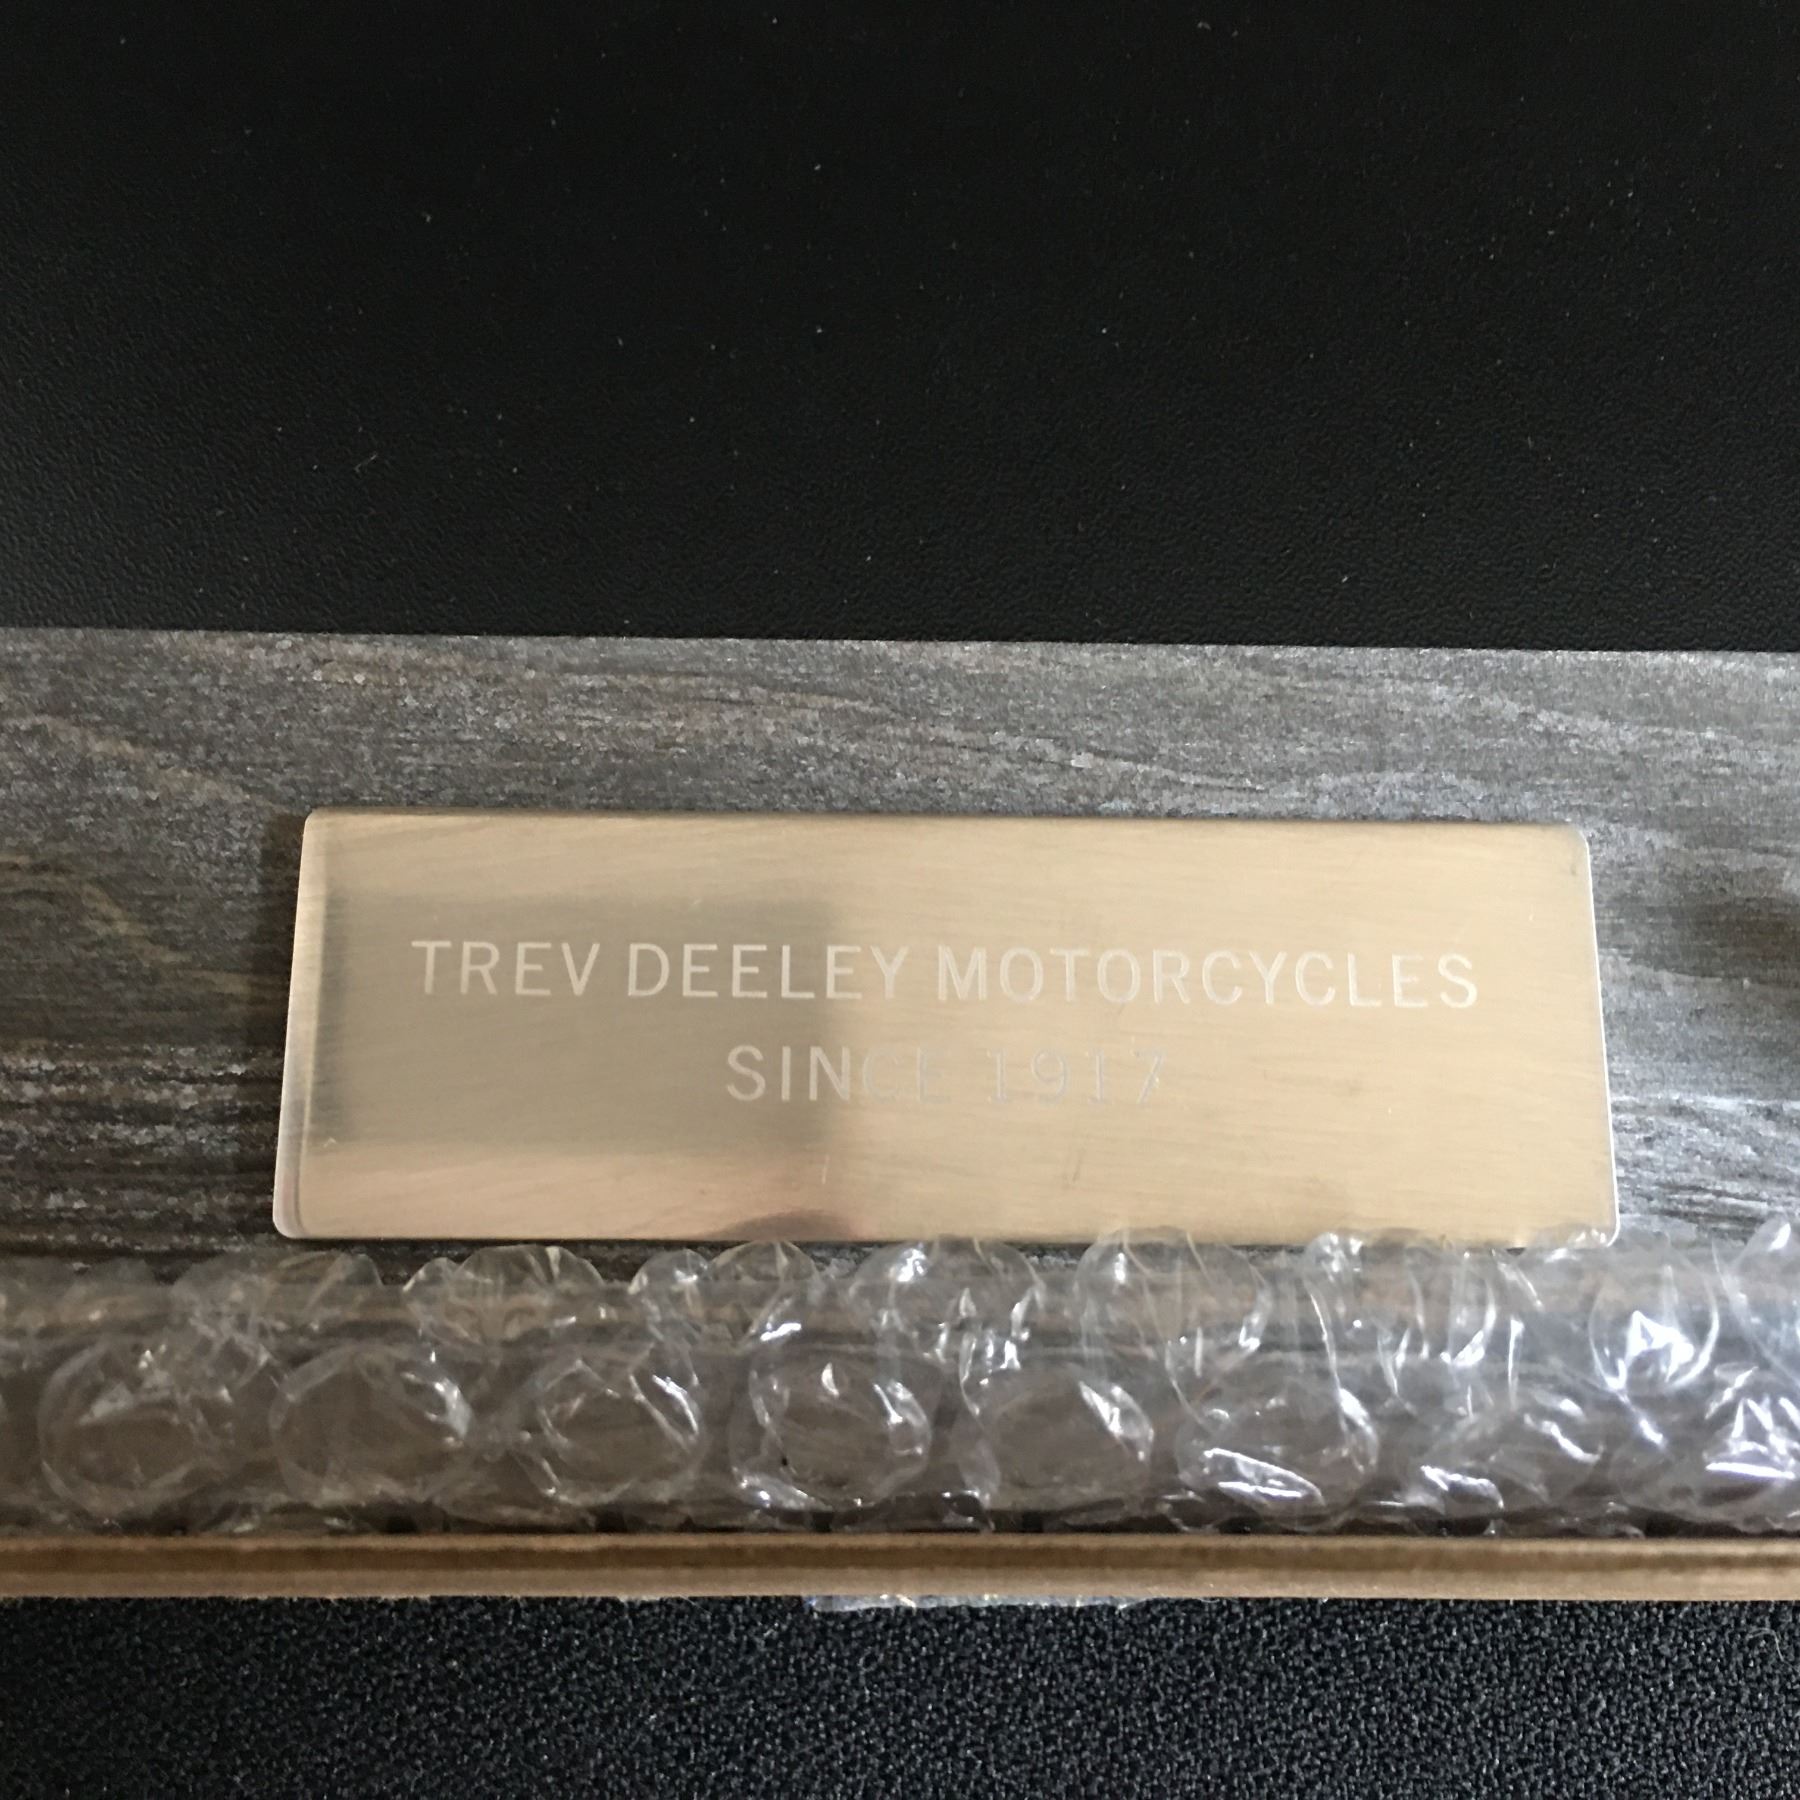 TREV DEELEY MOTORCYCLES
SINCE 1917